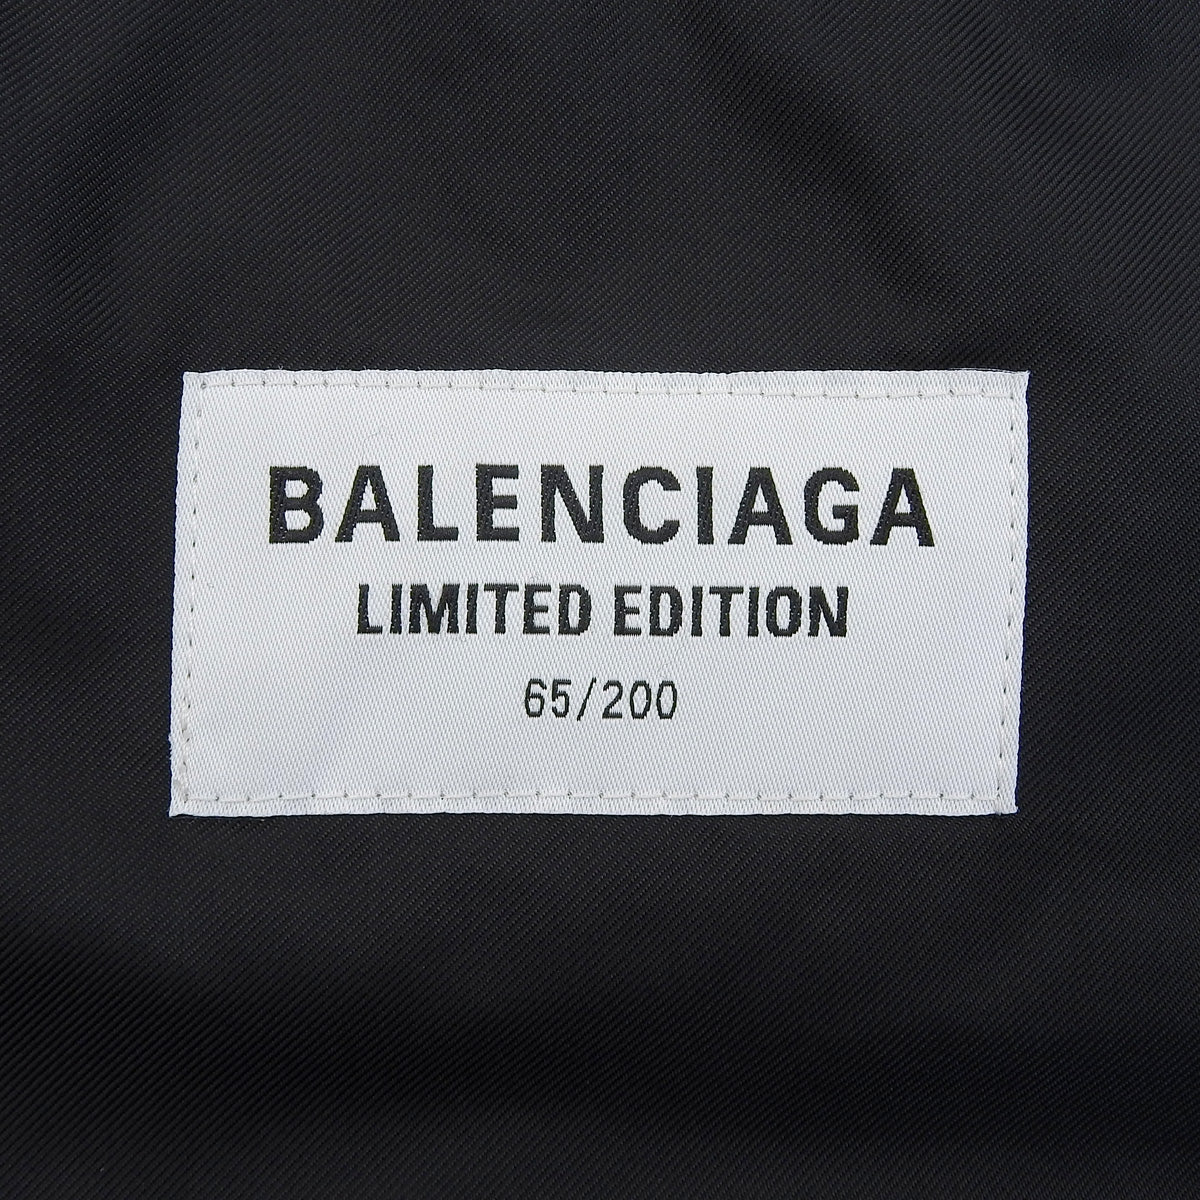 BALENCIAGA
LIMITED EDITION
65/200